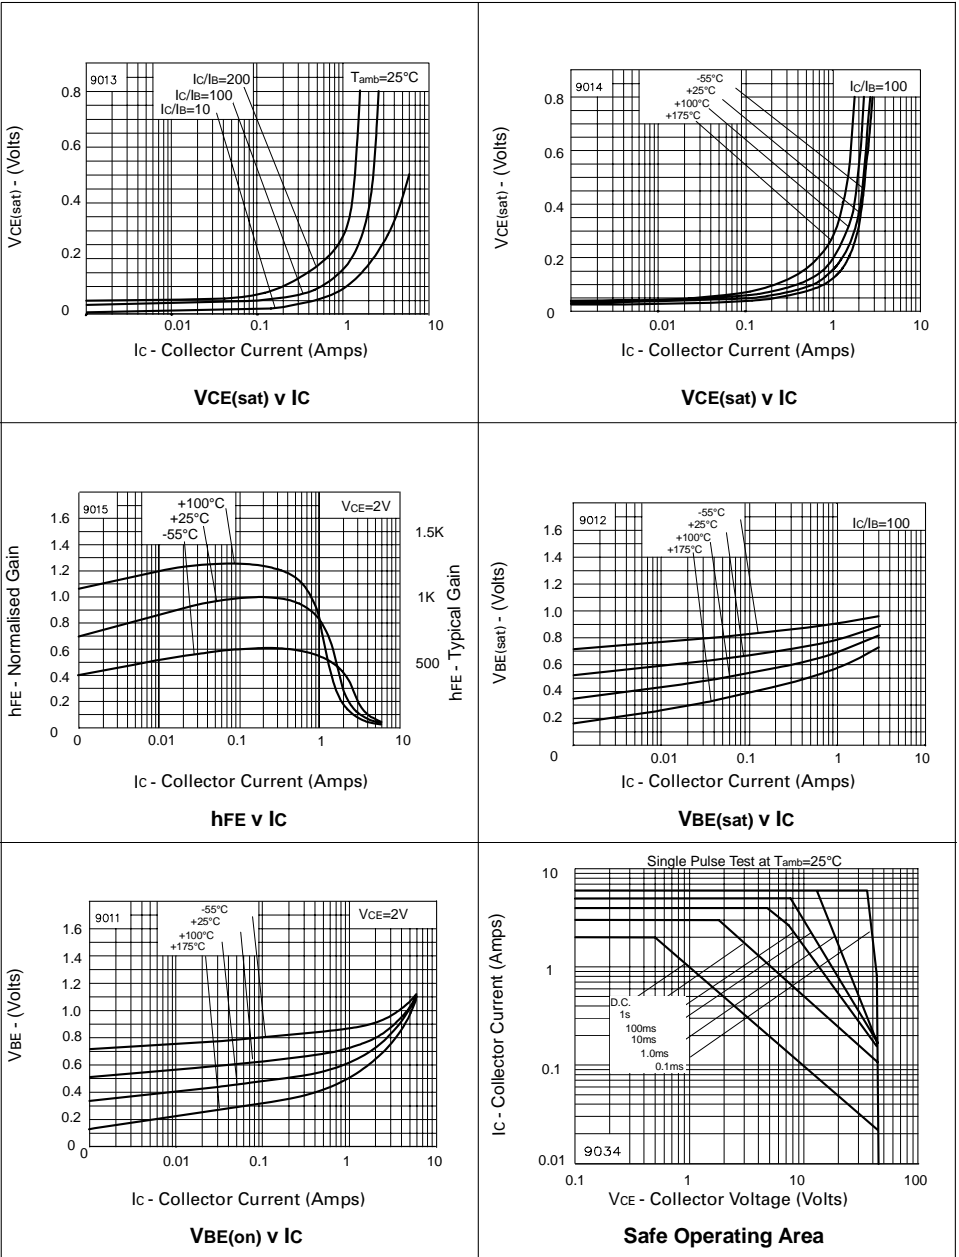 9013
IC/IB=200
IC/IB=100
IC/IB=10
Tamb=25°C
0.8
0.6
0.4
0.2
0
0.01
0.1
1
10
VCE(sat) - (Volts)
IC - Collector Current (Amps)
VCE(sat) v IC
9014
-55°C
+25°C
+100°C
+175°C
IC/IB=100
0.8
0.6
0.4
0.2
0
0.01
0.1
1
10
VCE(sat) - (Volts)
IC - Collector Current (Amps)
VCE(sat) v IC
9015
+100°C
+25°C
-55°C
VCE=2V
1.6
1.4
1.2
1.0
0.8
0.6
0.4
0.2
0
1.5K
1K
500
0
0.01
0.1
1
10
hFE - Normalised Gain
hFE - Typical Gain
IC - Collector Current (Amps)
hFE v IC
9012
-55°C
+25°C
+100°C
+175°C
IC/IB=100
1.6
1.4
1.2
1.0
0.8
0.6
0.4
0.2
0
0.01
0.1
1
10
VBE(sat) - (Volts)
IC - Collector Current (Amps)
VBE(sat) v IC
9011
-55°C
+25°C
+100°C
+175°C
VCE=2V
1.6
1.4
1.2
1.0
0.8
0.6
0.4
0.2
0
0
0.01
0.1
1
10
VBE - (Volts)
IC - Collector Current (Amps)
VBE(on) v IC
Single Pulse Test at Tamb=25°C
10
1
0.1
0.01
D.C.
1s
100ms
10ms
1.0ms
0.1ms
9034
0.1
1
10
100
IC - Collector Current (Amps)
VCE - Collector Voltage (Volts)
Safe Operating Area